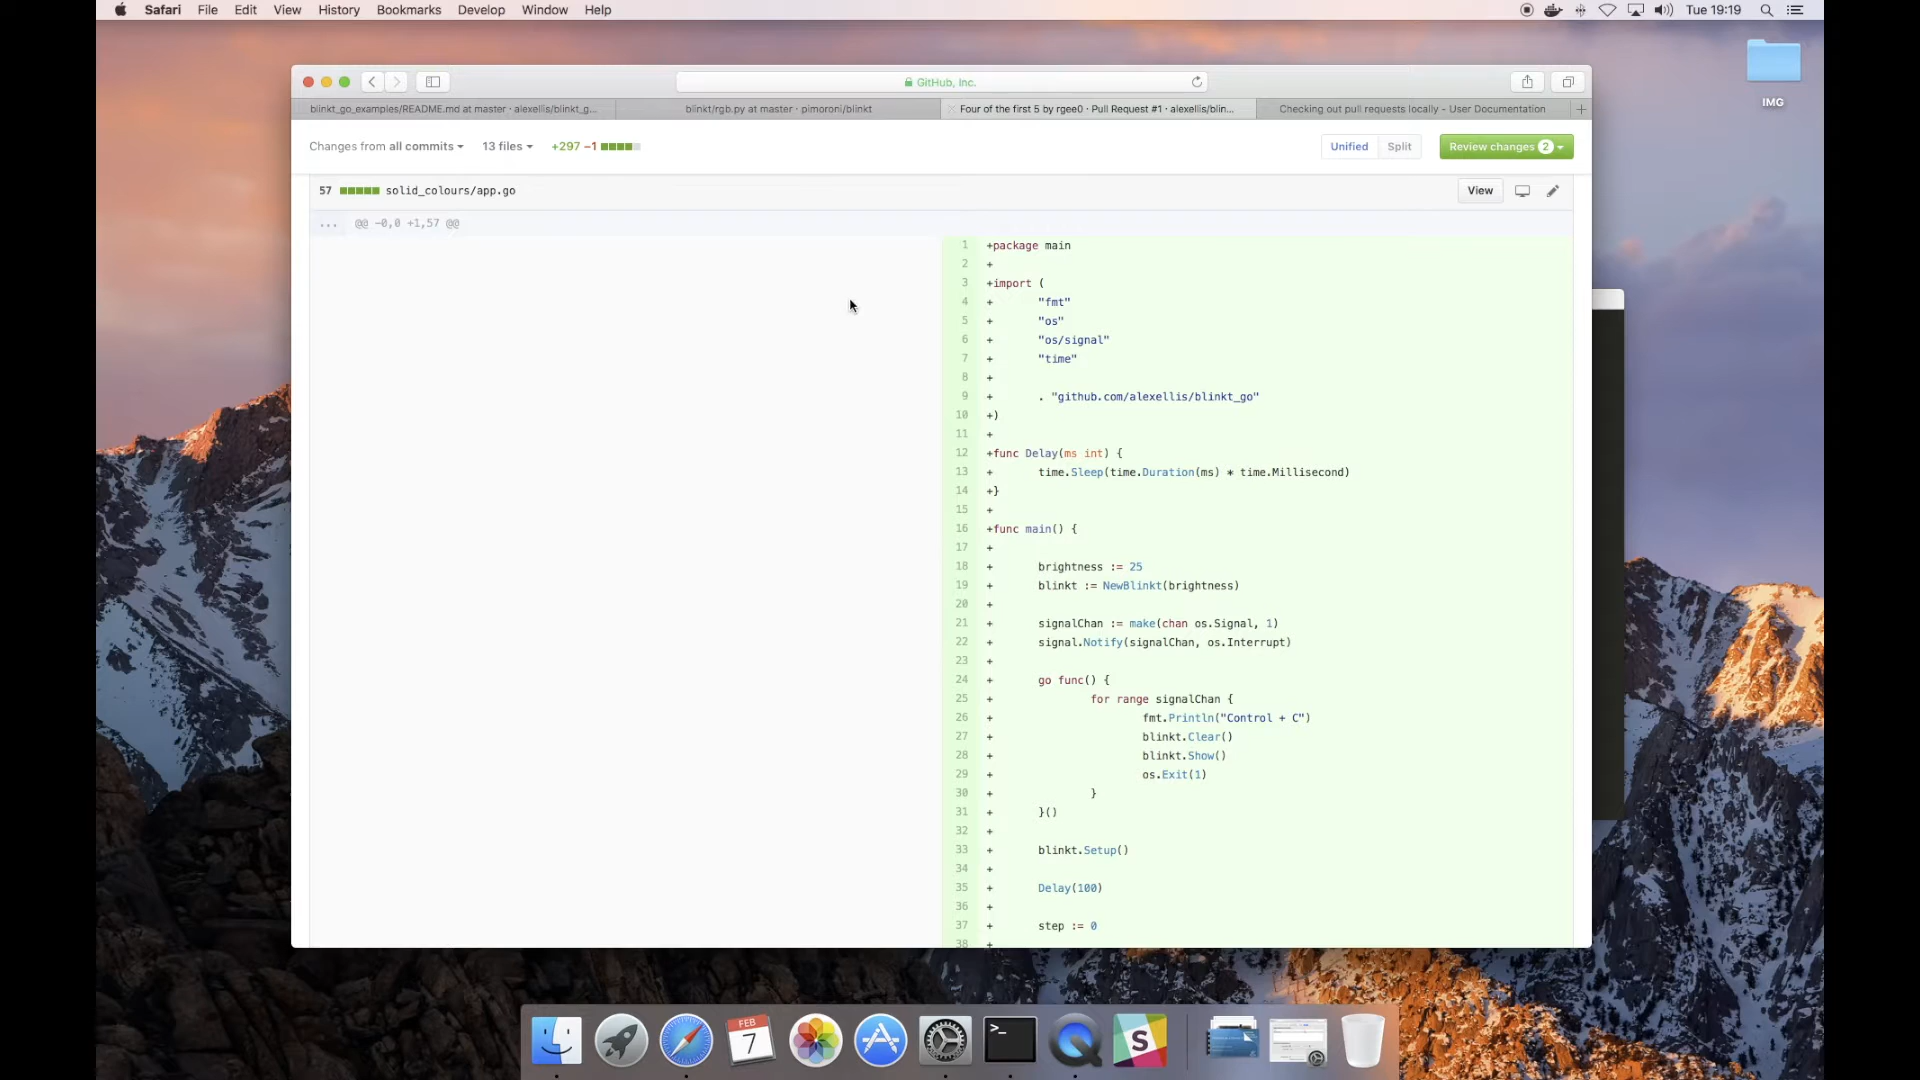 Safari File Edit View History Bookmarks Develop Window Help
Tue 19:19
IMG
GitHub, Inc.
blinkt_go_examples/README.md at master · alexellis/blinkt_g...
blinkt/rgb.py at master · pimoroni/blinkt
Four of the first 5 by rgee0 · Pull Request #1 · alexellis/blin...
Checking out pull requests locally - User Documentation
Changes from all commits
13 files
+297 −1
Unified
Split
Review changes 2
57
solid_colours/app.go
View
... @@ -0,0 +1,57 @@
1 +package main
2 +
3 +import (
4 + "fmt"
5 + "os"
6 + "os/signal"
7 + "time"
8 +
9 + . "github.com/alexellis/blinkt_go"
10 +)
11 +
12 +func Delay(ms int) {
13 + time.Sleep(time.Duration(ms) * time.Millisecond)
14 +}
15 +
16 +func main() {
17 +
18 + brightness := 25
19 + blinkt := NewBlinkt(brightness)
20 +
21 + signalChan := make(chan os.Signal, 1)
22 + signal.Notify(signalChan, os.Interrupt)
23 +
24 + go func() {
25 + for range signalChan {
26 + fmt.Println("Control + C")
27 + blinkt.Clear()
28 + blinkt.Show()
29 + os.Exit(1)
30 + }
31 + }()
32 +
33 + blinkt.Setup()
34 +
35 + Delay(100)
36 +
37 + step := 0
38 +
FEB
7
>_
S